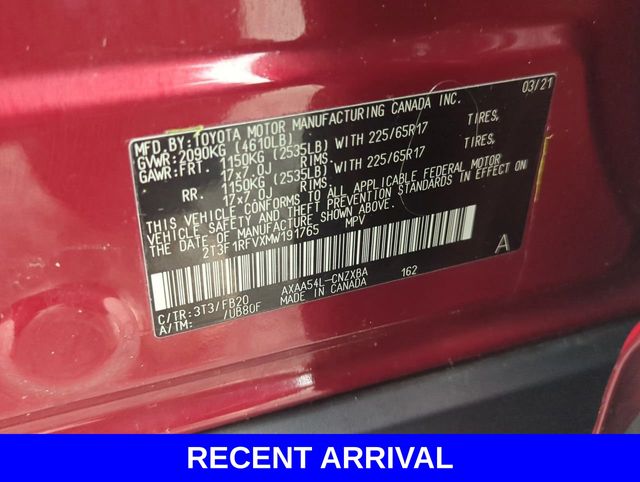 03/21
MFD. BY: TOYOTA MOTOR MANUFACTURING CANADA INC.
GVWR: 2090KG (4610LB)
GAWR: FRT. 1150KG (2535LB) WITH 225/65R17 TIRES,
17x7.0J RIMS.
RR. 1150KG (2535LB) WITH 225/65R17 TIRES,
17x7.0J RIMS.
THIS VEHICLE CONFORMS TO ALL APPLICABLE FEDERAL MOTOR
VEHICLE SAFETY AND THEFT PREVENTION STANDARDS IN EFFECT ON
THE DATE OF MANUFACTURE SHOWN ABOVE.
2T3F1RFVXMW191765 MPV
A
C/TR: 3T3/FB20 AXAA54L-CNZXBA 162
A/TM: /UB80F MADE IN CANADA
RECENT ARRIVAL